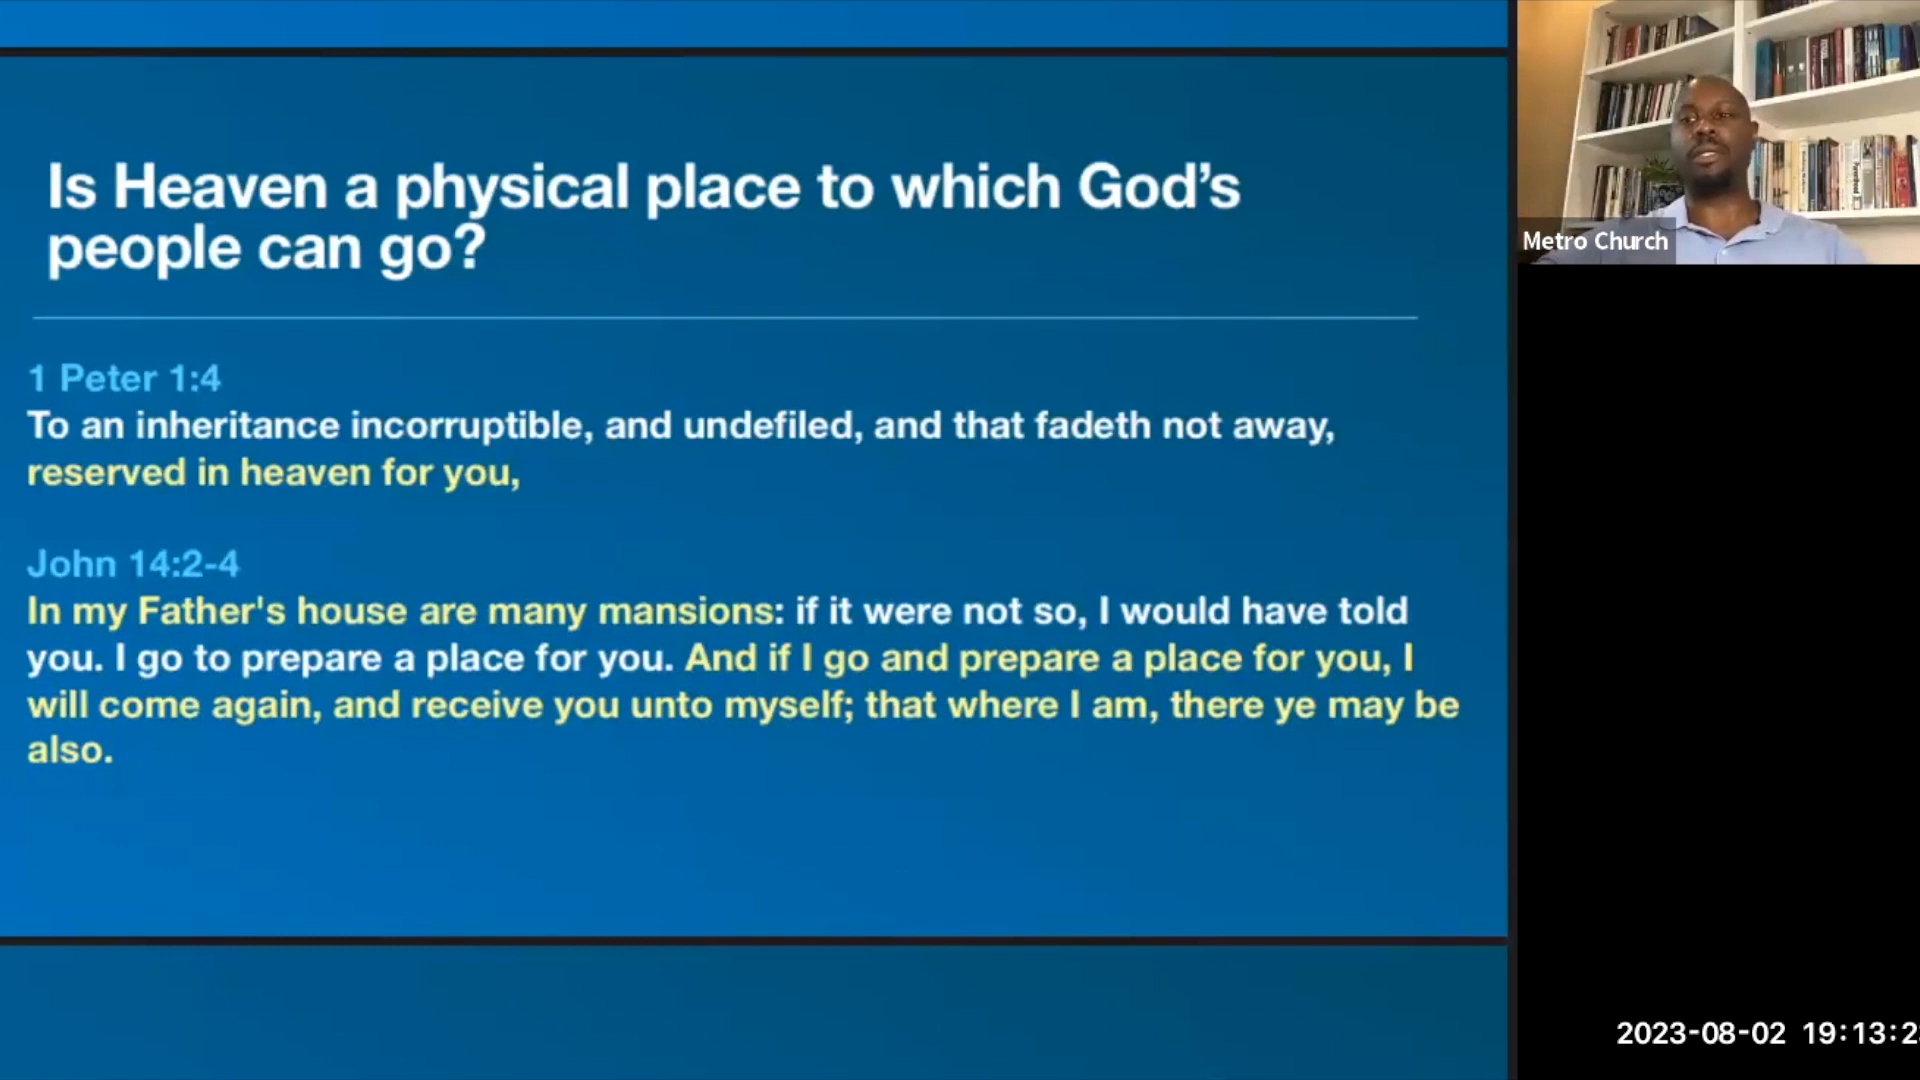 Is Heaven a physical place to which God’s
people can go?
1 Peter 1:4
To an inheritance incorruptible, and undefiled, and that fadeth not away,
reserved in heaven for you,
John 14:2-4
In my Father's house are many mansions: if it were not so, I would have told
you. I go to prepare a place for you. And if I go and prepare a place for you, I
will come again, and receive you unto myself; that where I am, there ye may be
also.
Metro Church
2023-08-02 19:13:2